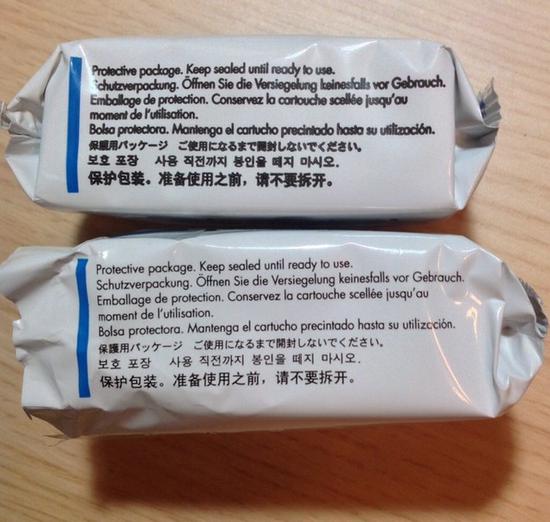 Protective package. Keep sealed until ready to use.
Schutzverpackung. Öffnen Sie die Versiegelung keinesfalls vor Gebrauch.
Emballage de protection. Conservez la cartouche scellée jusqu'au
moment de l'utilisation.
Bolsa protectora. Mantenga el cartucho precintado hasta su utilización.
保護用パッケージ ご使用になるまで開封しないでください。
보호 포장 사용 직전까지 봉인을 떼지 마시오.
保护包装。准备使用之前，请不要拆开。
Protective package. Keep sealed until ready to use.
Schutzverpackung. Öffnen Sie die Versiegelung keinesfalls vor Gebrauch.
Emballage de protection. Conservez la cartouche scellée jusqu'au
moment de l'utilisation.
Bolsa protectora. Mantenga el cartucho precintado hasta su utilización.
保護用パッケージ ご使用になるまで開封しないでください。
보호 포장 사용 직전까지 봉인을 떼지 마시오.
保护包装。准备使用之前，请不要拆开。